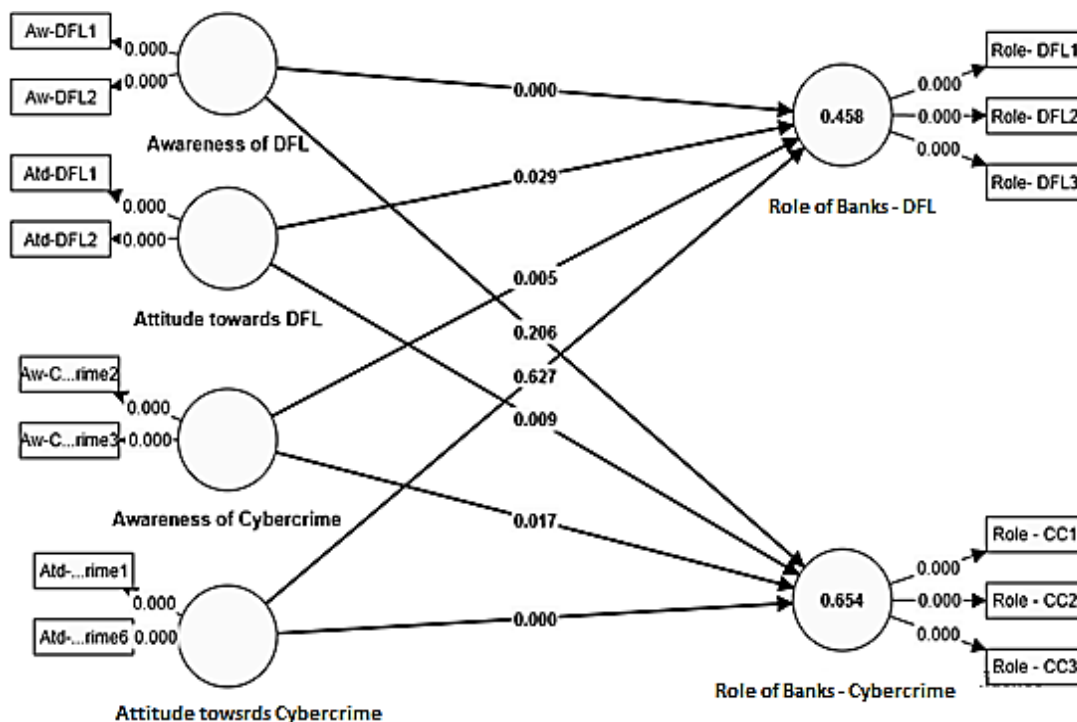 Aw-DFL1
0.000
0.000
Aw-DFL2
Awareness of DFL
Atd-DFL1
0.000
0.000
Atd-DFL2
Attitude towards DFL
Aw-C...rime2
0.000
0.000
Aw-C...rime3
Awareness of Cybercrime
Atd-...rime1
0.000
0.000
Atd-...rime6
Attitude towsrds Cybercrime
0.000
0.029
0.005
0.206
0.627
0.009
0.017
0.000
0.458
Role of Banks - DFL
0.000
0.000
0.000
Role- DFL1
Role- DFL2
Role- DFL3
0.654
Role of Banks - Cybercrime
0.000
0.000
0.000
Role - CC1
Role - CC2
Role - CC3